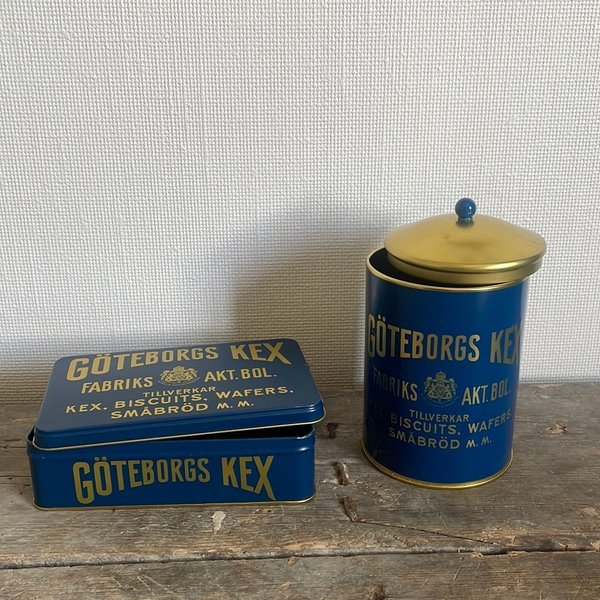 GÖTEBORGS KEX
FABRIKS AKT. BOL.
TILLVERKAR
KEX, BISCUITS, WAFERS,
SMÅBRÖD M.M.
GÖTEBORGS KEX
GÖTEBORGS KEX
FABRIKS AKT. BOL.
TILLVERKAR
KEX, BISCUITS, WAFERS
SMÅBRÖD M.M.